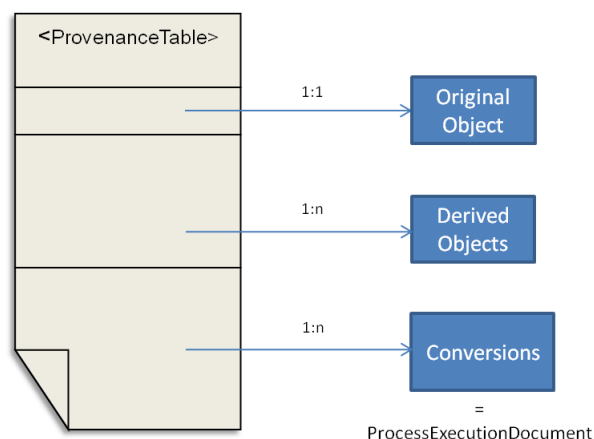 <ProvenanceTable>
1:1
Original
Object
1:n
Derived
Objects
1:n
Conversions
=
ProcessExecutionDocument